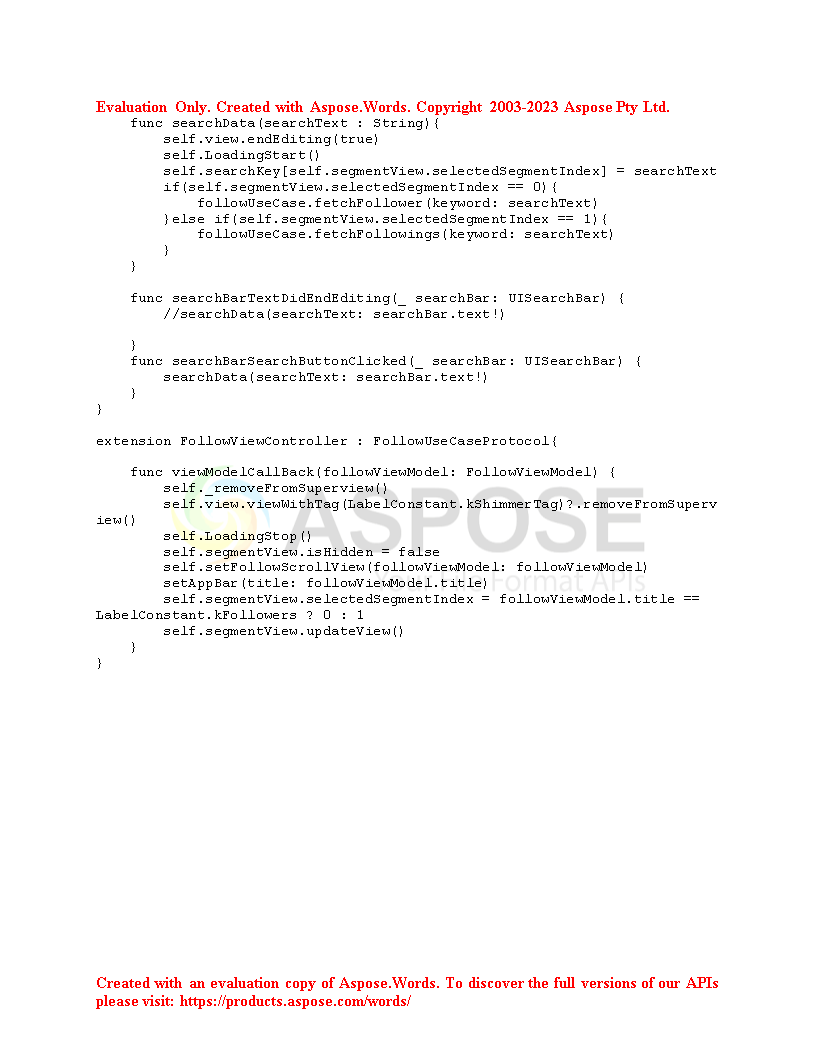 Evaluation Only. Created with Aspose.Words. Copyright 2003-2023 Aspose Pty Ltd.
    func searchData(searchText : String){
        self.view.endEditing(true)
        self.LoadingStart()
        self.searchKey[self.segmentView.selectedSegmentIndex] = searchText
        if(self.segmentView.selectedSegmentIndex == 0){
            followUseCase.fetchFollower(keyword: searchText)
        }else if(self.segmentView.selectedSegmentIndex == 1){
            followUseCase.fetchFollowings(keyword: searchText)
        }
    }

    func searchBarTextDidEndEditing(_ searchBar: UISearchBar) {
        //searchData(searchText: searchBar.text!)

    }
    func searchBarSearchButtonClicked(_ searchBar: UISearchBar) {
        searchData(searchText: searchBar.text!)
    }
}

extension FollowViewController : FollowUseCaseProtocol{

    func viewModelCallBack(followViewModel: FollowViewModel) {
        self._removeFromSuperview()
        self.view.viewWithTag(LabelConstant.kShimmerTag)?.removeFromSuperv
iew()
        self.LoadingStop()
        self.segmentView.isHidden = false
        self.setFollowScrollView(followViewModel: followViewModel)
        setAppBar(title: followViewModel.title)
        self.segmentView.selectedSegmentIndex = followViewModel.title ==
LabelConstant.kFollowers ? 0 : 1
        self.segmentView.updateView()
    }
}
ASPOSE
Format APIs
Created with an evaluation copy of Aspose.Words. To discover the full versions of our APIs
please visit: https://products.aspose.com/words/